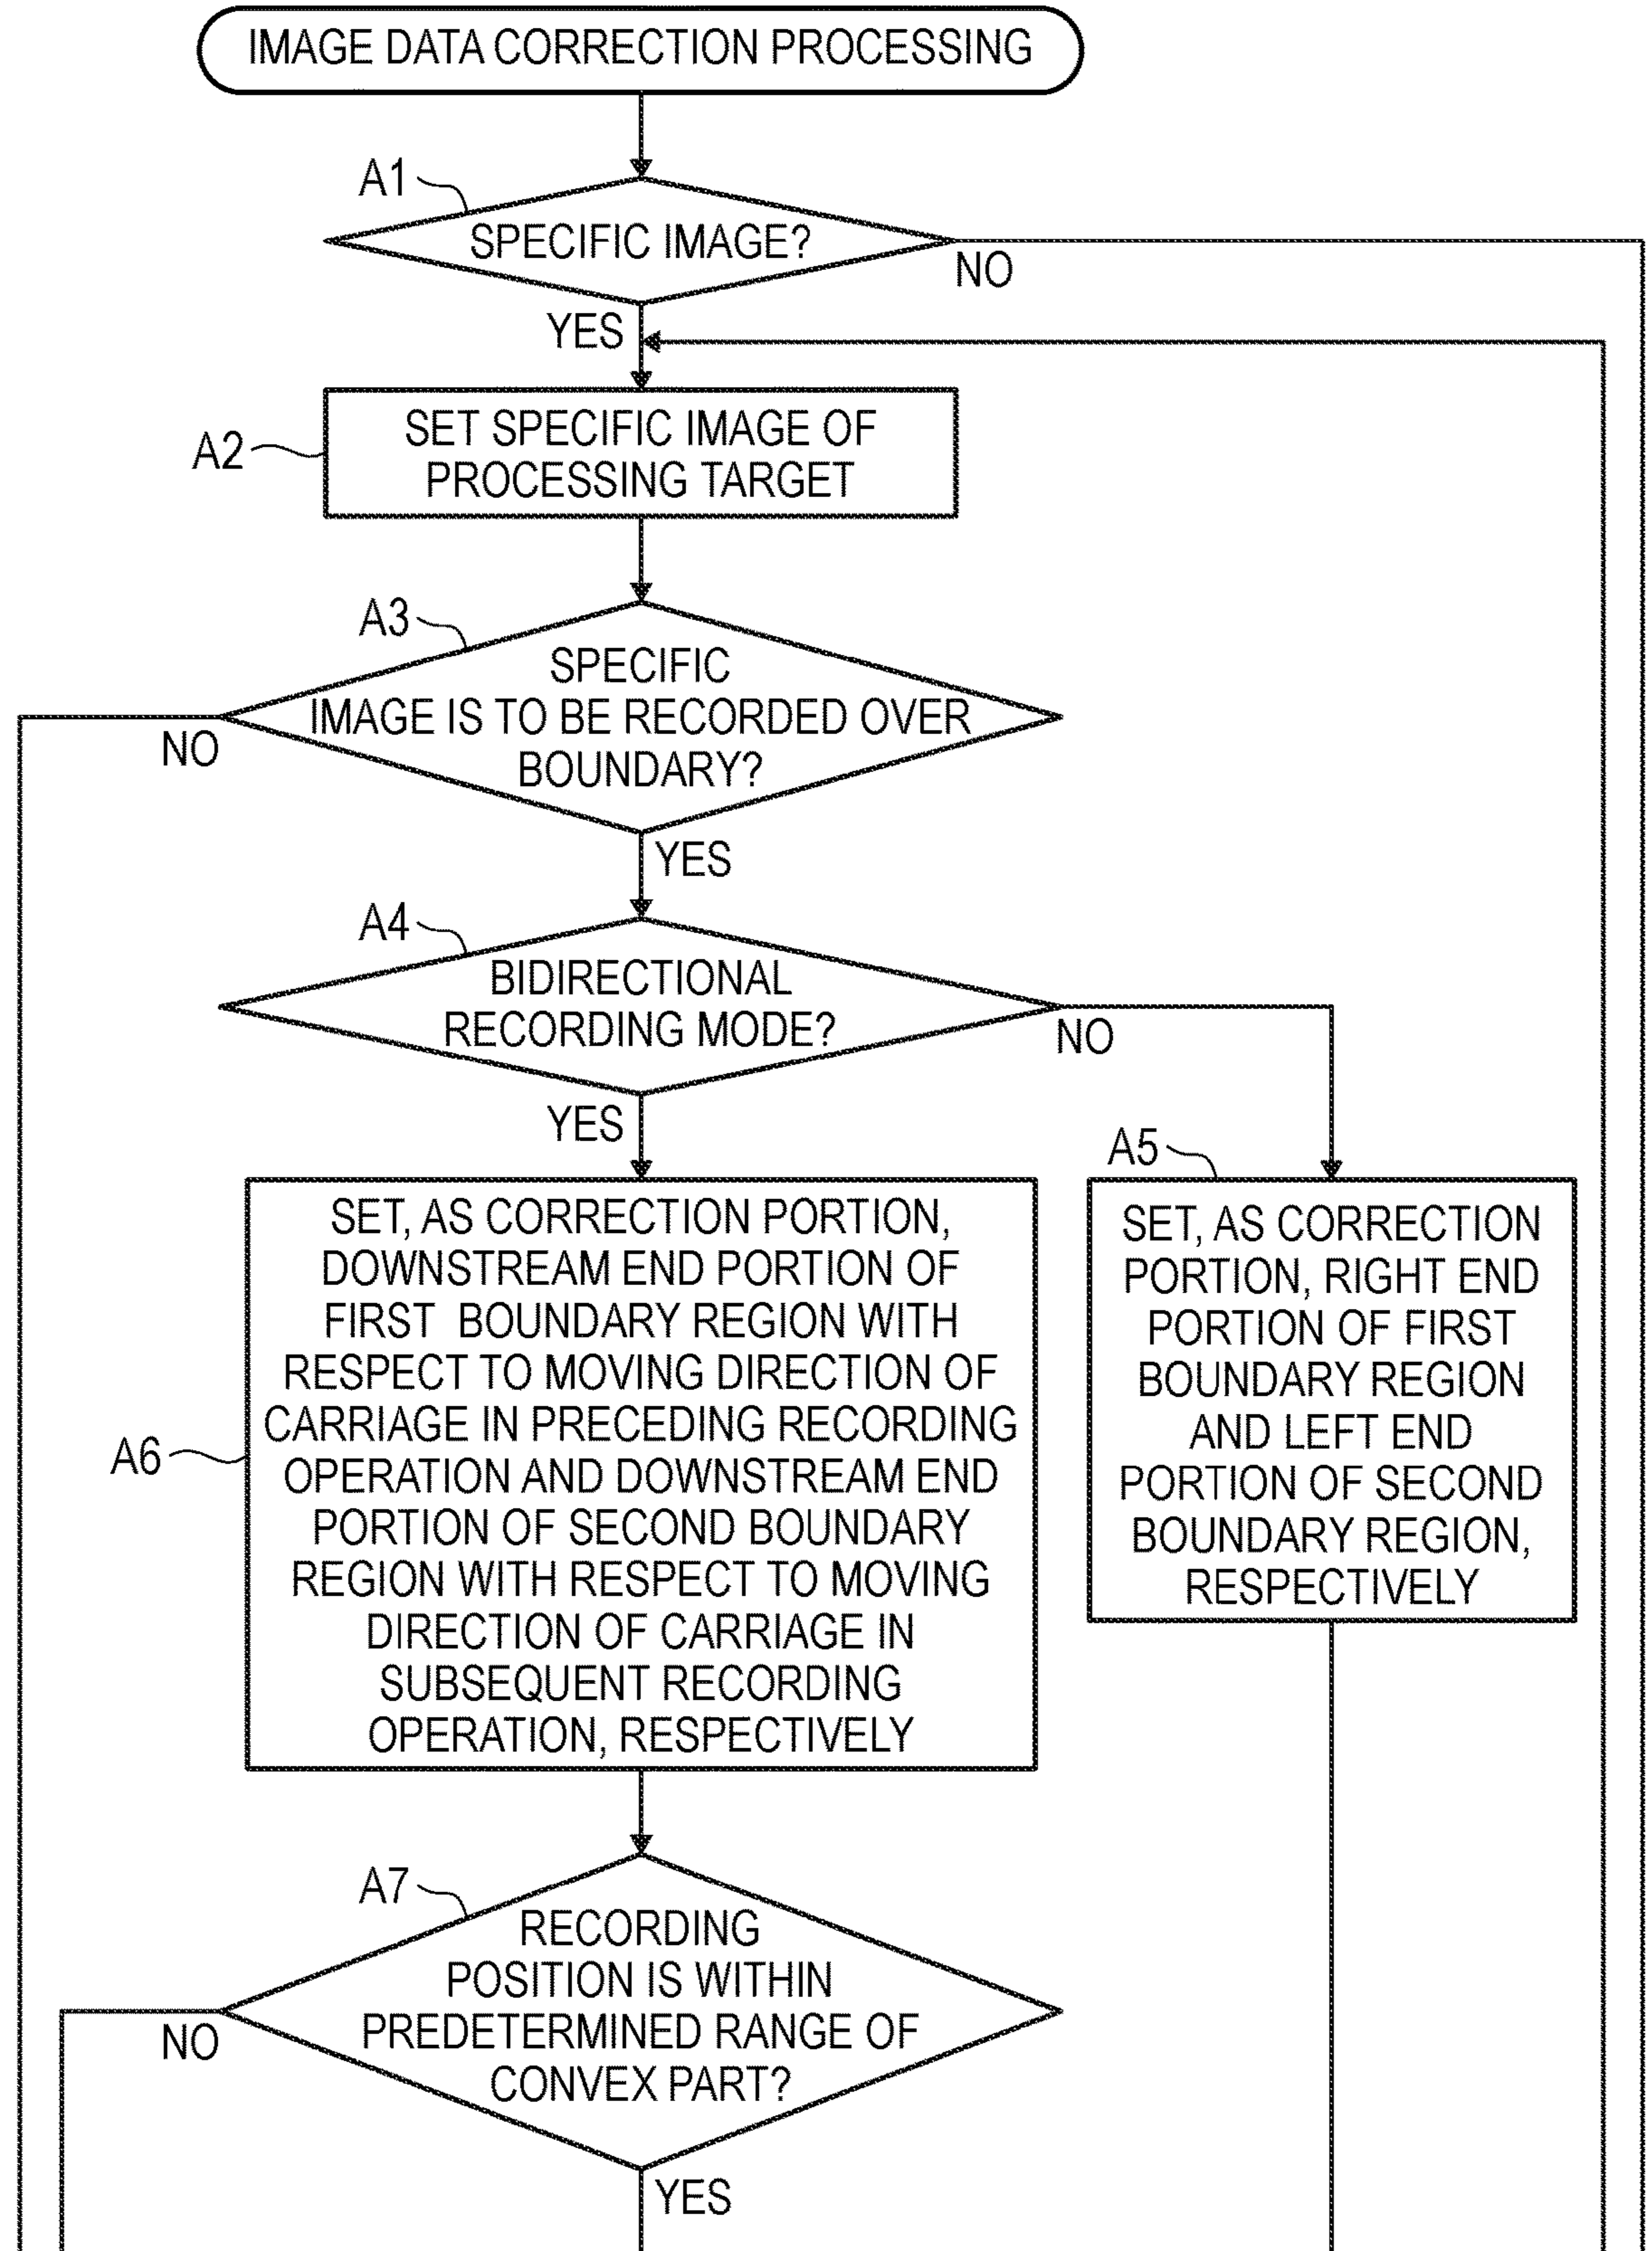 IMAGE DATA CORRECTION PROCESSING
A1
SPECIFIC IMAGE?
NO
YES
A2
SET SPECIFIC IMAGE OF
PROCESSING TARGET
A3
SPECIFIC
IMAGE IS TO BE RECORDED OVER
BOUNDARY?
NO
YES
A4
BIDIRECTIONAL
RECORDING MODE?
NO
YES
A5
SET, AS CORRECTION
PORTION, RIGHT END
PORTION OF FIRST
BOUNDARY REGION
AND LEFT END
PORTION OF SECOND
BOUNDARY REGION,
RESPECTIVELY
A6
SET, AS CORRECTION PORTION,
DOWNSTREAM END PORTION OF
FIRST BOUNDARY REGION WITH
RESPECT TO MOVING DIRECTION OF
CARRIAGE IN PRECEDING RECORDING
OPERATION AND DOWNSTREAM END
PORTION OF SECOND BOUNDARY
REGION WITH RESPECT TO MOVING
DIRECTION OF CARRIAGE IN
SUBSEQUENT RECORDING
OPERATION, RESPECTIVELY
A7
RECORDING
POSITION IS WITHIN
PREDETERMINED RANGE OF
CONVEX PART?
NO
YES